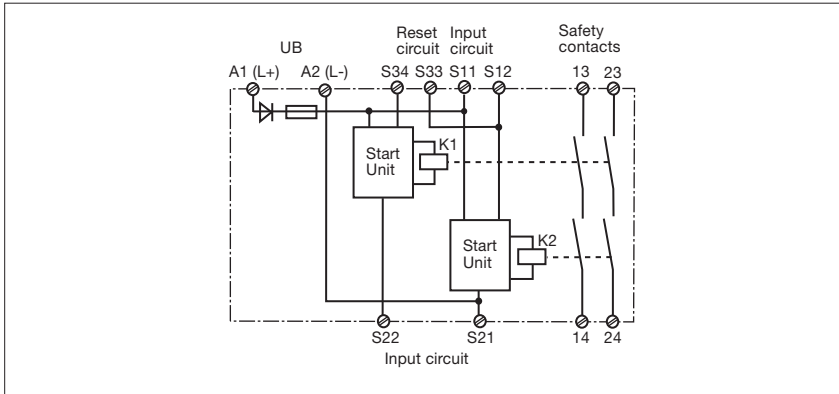 UB
Reset circuit
Input circuit
Safety contacts
A1 (L+)
A2 (L-)
S34
S33
S11
S12
13
23
Start
Unit
K1
Start
Unit
K2
S22
S21
14
24
Input circuit